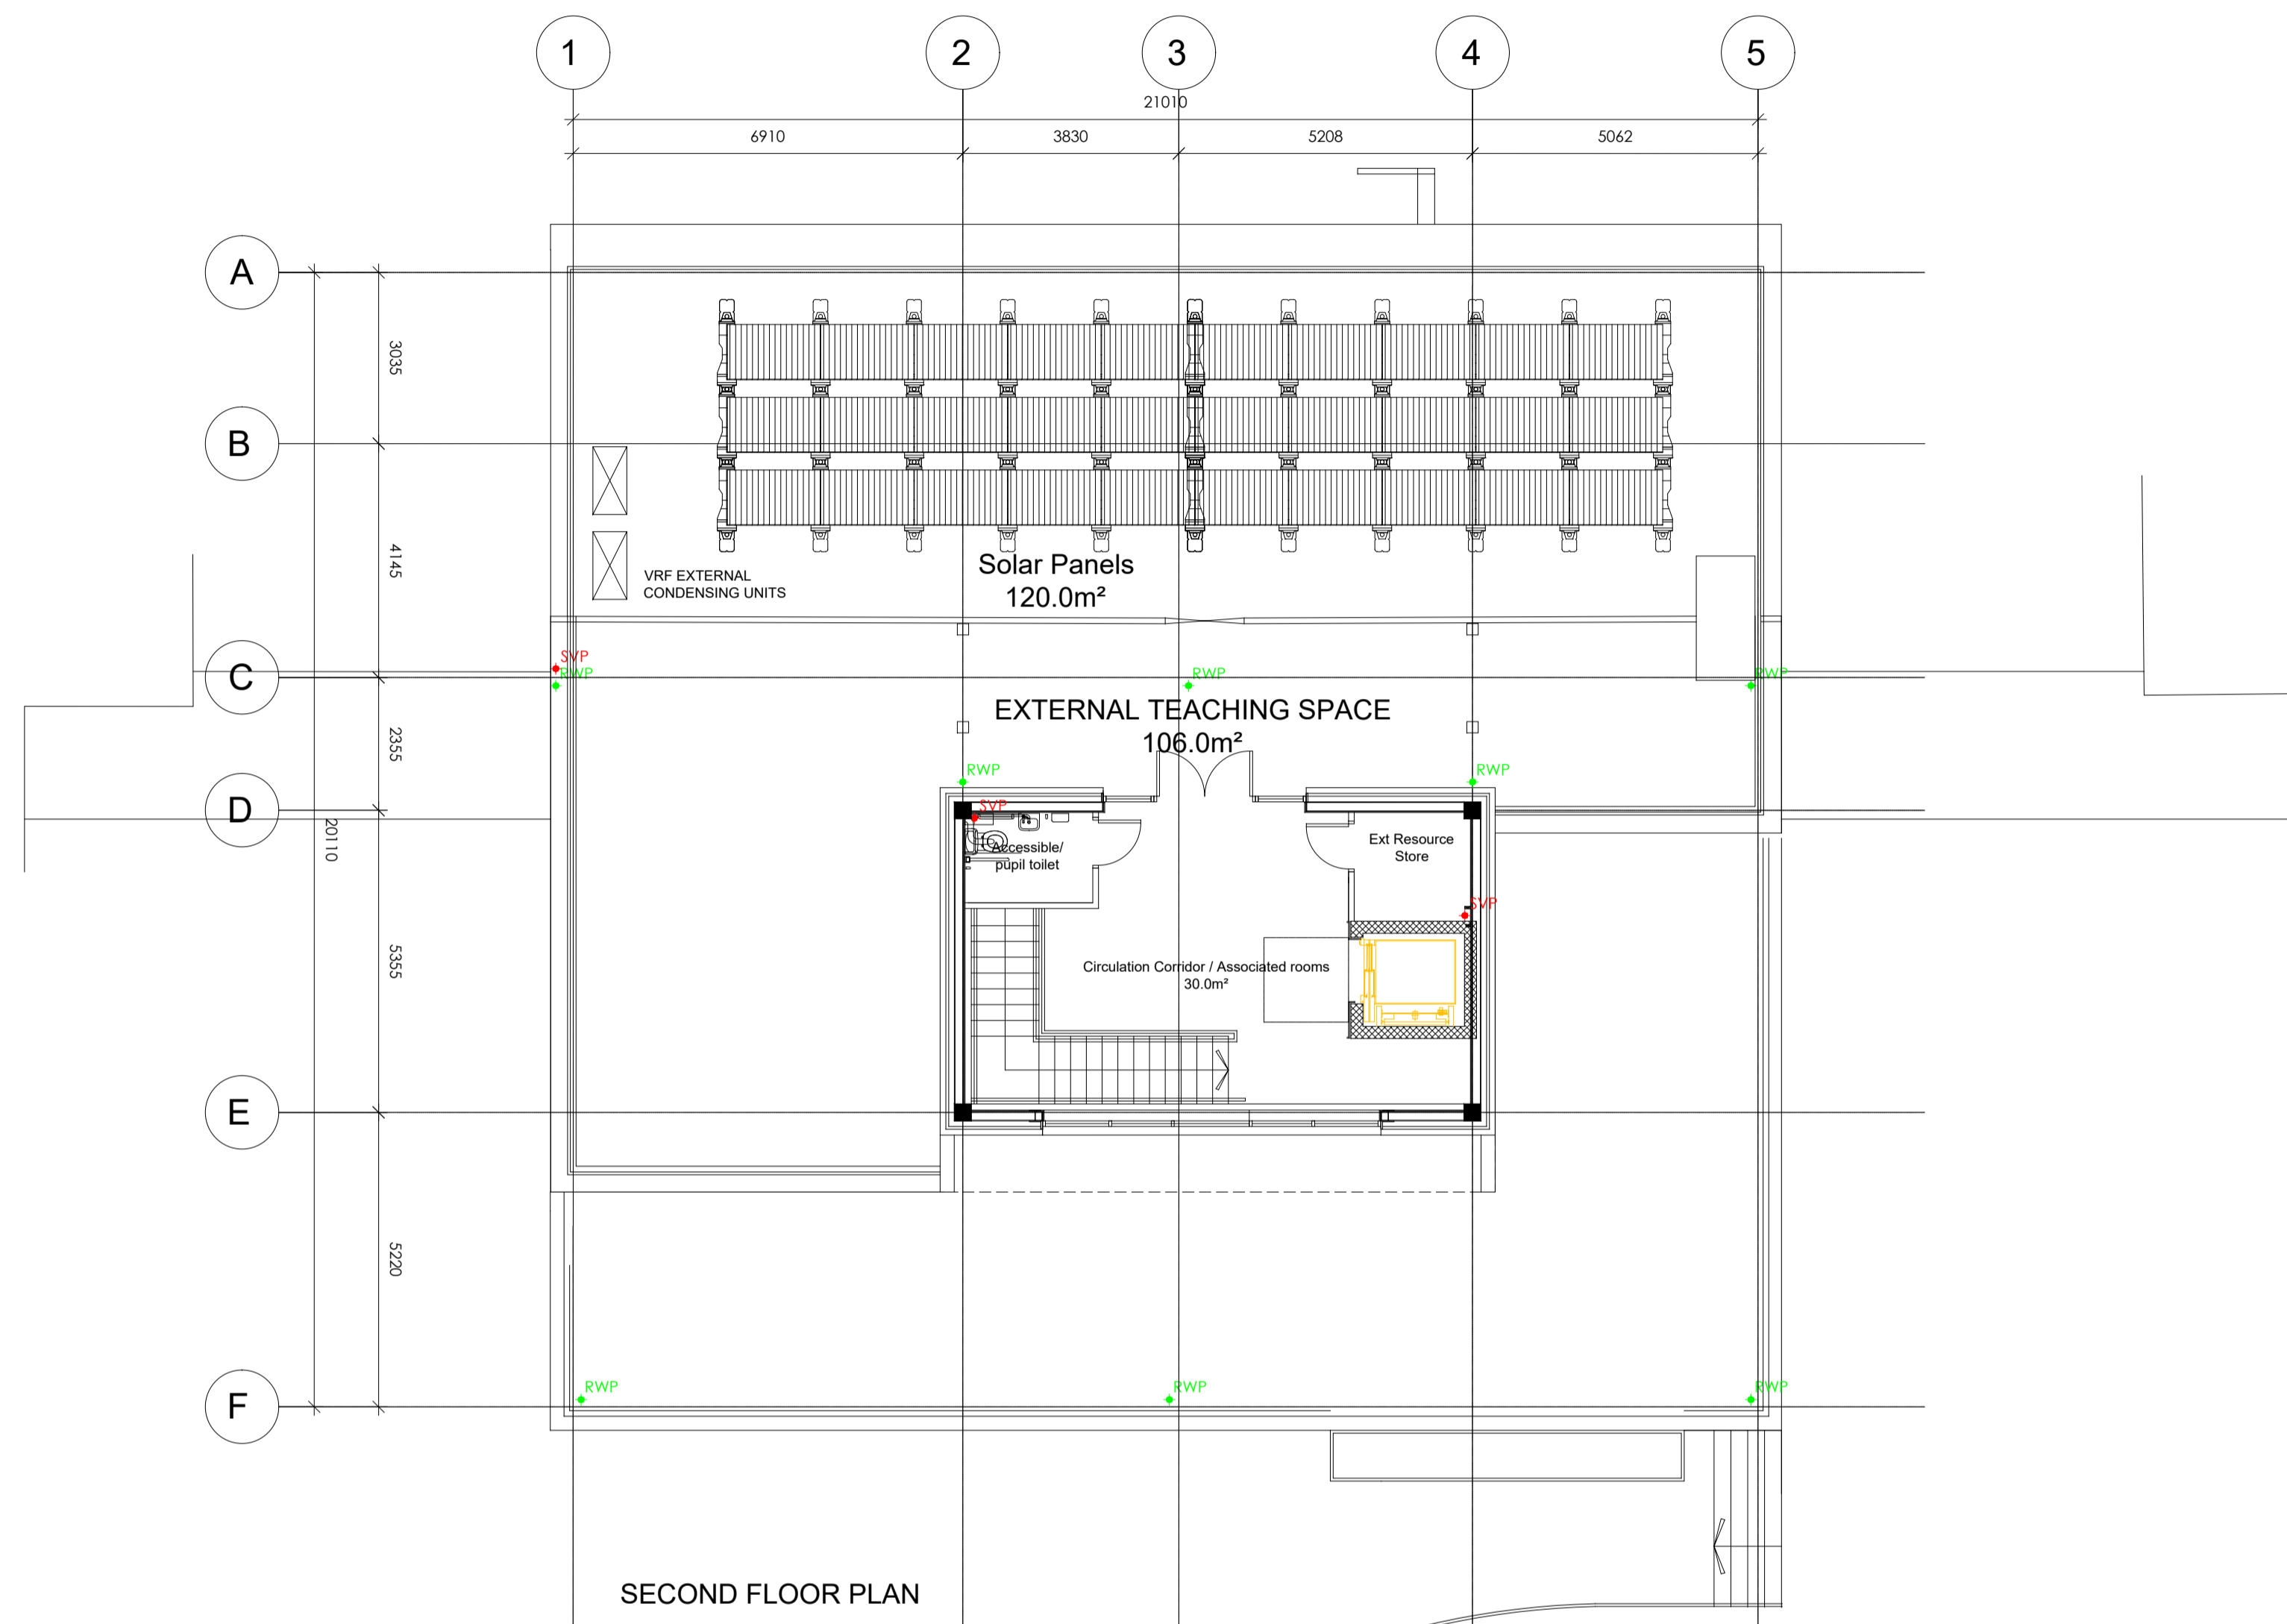 1
2
3
4
5
21010
6910
3830
5208
5062
A
3035
B
4145
VRF EXTERNAL
CONDENSING UNITS
Solar Panels
120.0m²
C
SVP
RWP
RWP
RWP
EXTERNAL TEACHING SPACE
106.0m²
2355
RWP
RWP
D
20110
SVP
Accessible/
pupil toilet
Ext Resource
Store
SVP
5355
Circulation Corridor / Associated rooms
30.0m²
E
5220
F
RWP
RWP
RWP
SECOND FLOOR PLAN